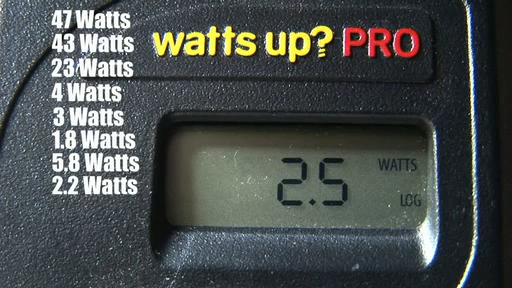 47 Watts
43 Watts
23 Watts
4 Watts
3 Watts
1.8 Watts
5.8 Watts
2.2 Watts
watts up? PRO
2.5 WATTS
LOG